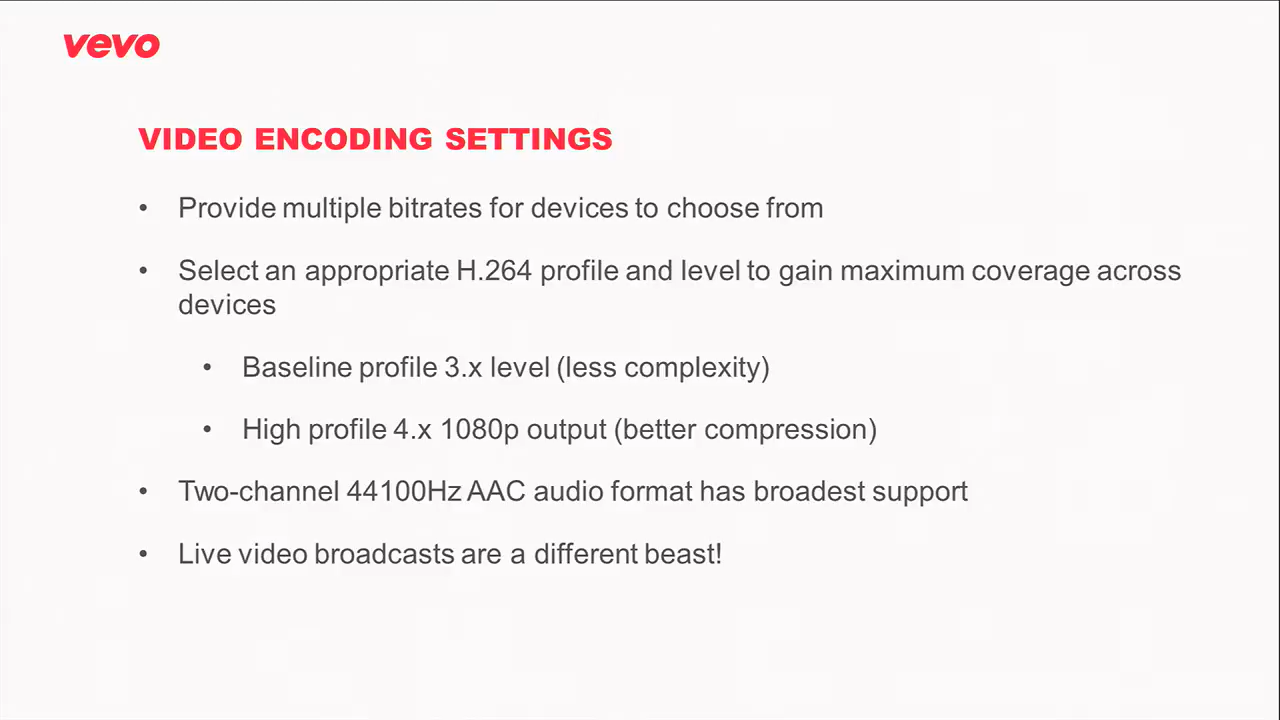 vevo
VIDEO ENCODING SETTINGS
• Provide multiple bitrates for devices to choose from
• Select an appropriate H.264 profile and level to gain maximum coverage across
devices
• Baseline profile 3.x level (less complexity)
• High profile 4.x 1080p output (better compression)
• Two-channel 44100Hz AAC audio format has broadest support
• Live video broadcasts are a different beast!